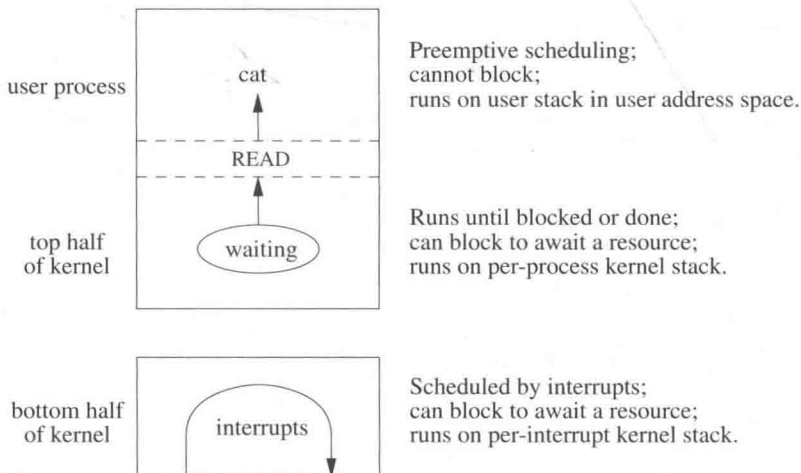 user process
cat
READ
Preemptive scheduling;
cannot block;
runs on user stack in user address space.
top half
of kernel
waiting
Runs until blocked or done;
can block to await a resource;
runs on per-process kernel stack.
bottom half
of kernel
interrupts
Scheduled by interrupts;
can block to await a resource;
runs on per-interrupt kernel stack.